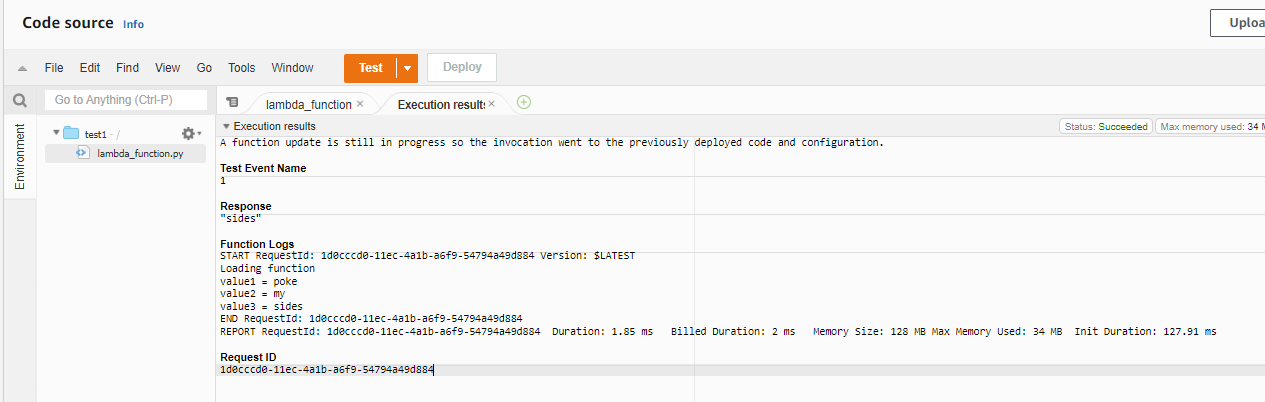 Code source Info
Uploa
File Edit Find View Go Tools Window Test Deploy
Go to Anything (Ctrl-P)
lambda_function × Execution results ×
Environment
test1 - /
lambda_function.py
Execution results
Status: Succeeded Max memory used: 34 M
A function update is still in progress so the invocation went to the previously deployed code and configuration.
Test Event Name
1
Response
"sides"
Function Logs
START RequestId: 1d0cccd0-11ec-4a1b-a6f9-54794a49d884 Version: $LATEST
Loading function
value1 = poke
value2 = my
value3 = sides
END RequestId: 1d0cccd0-11ec-4a1b-a6f9-54794a49d884
REPORT RequestId: 1d0cccd0-11ec-4a1b-a6f9-54794a49d884 Duration: 1.85 ms Billed Duration: 2 ms Memory Size: 128 MB Max Memory Used: 34 MB Init Duration: 127.91 ms
Request ID
1d0cccd0-11ec-4a1b-a6f9-54794a49d884